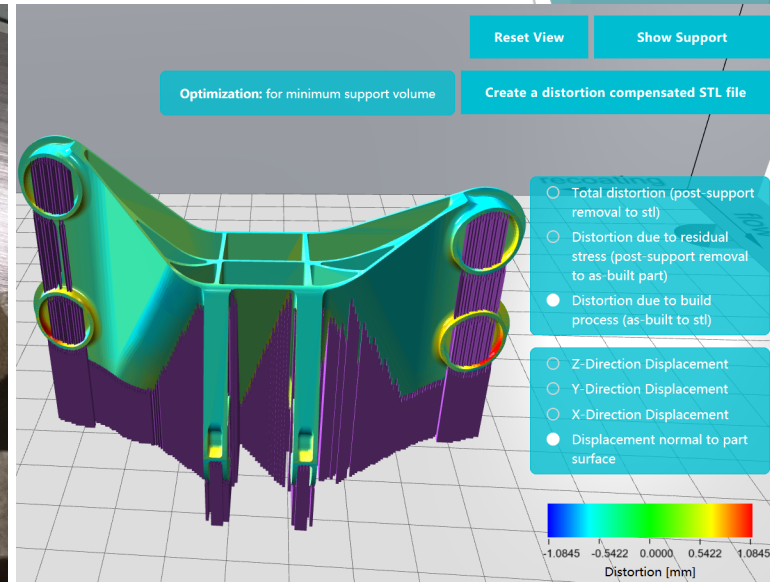 Reset View
Show Support
Optimization: for minimum support volume
Create a distortion compensated STL file
recoating
flow
Total distortion (post-support
removal to stl)
Distortion due to residual
stress (post-support removal
to as-built part)
Distortion due to build
process (as-built to stl)
Z-Direction Displacement
Y-Direction Displacement
X-Direction Displacement
Displacement normal to part
surface
-1.0845 -0.5422 0.0000 0.5422 1.0845
Distortion [mm]